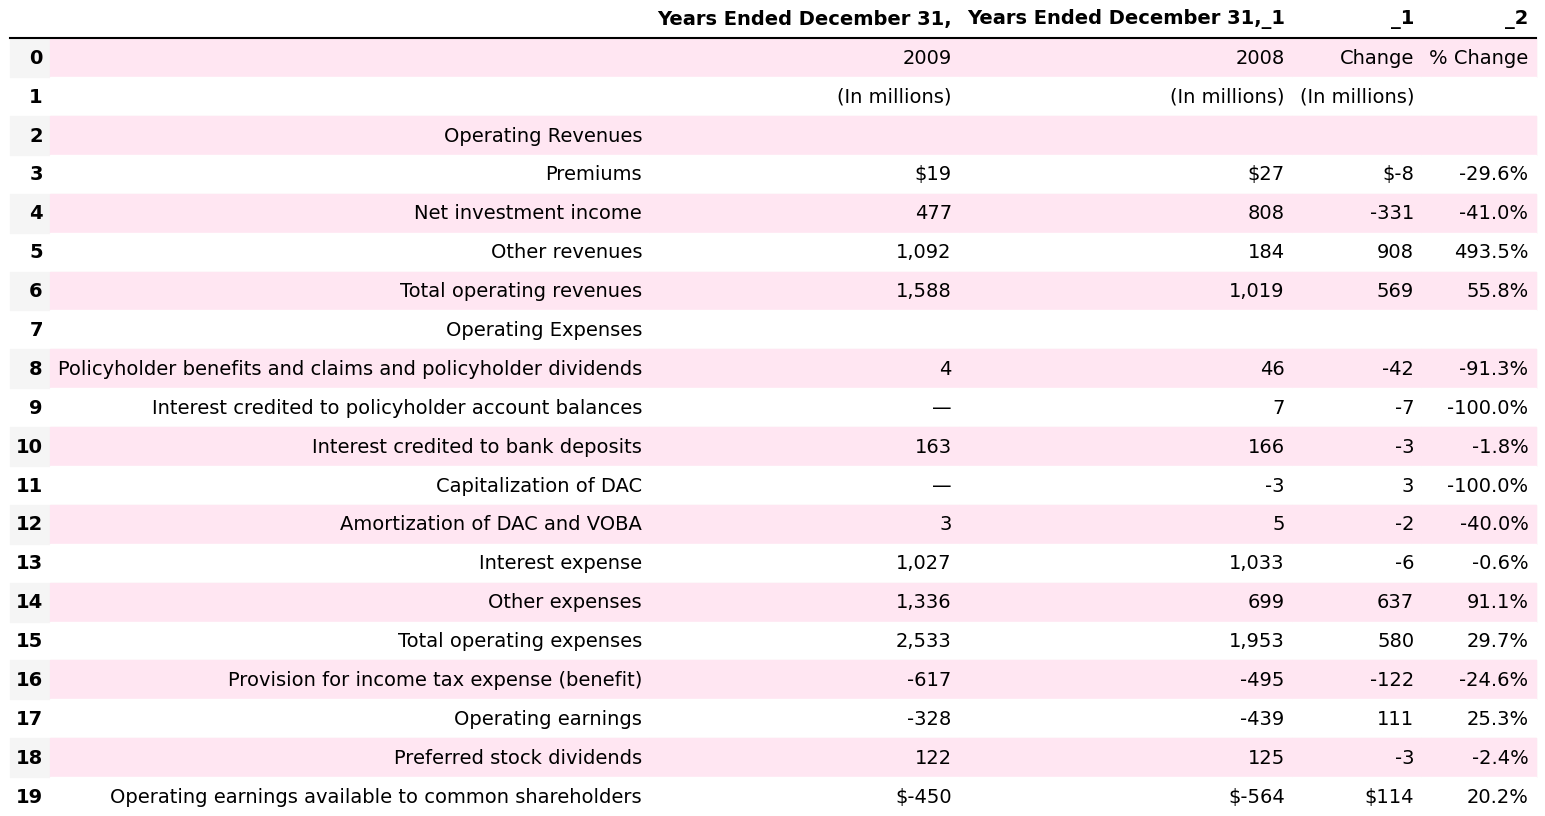 Years Ended December 31, Years Ended December 31,_1 _1 _2
0 2009 2008 Change % Change
1 (In millions) (In millions) (In millions)
2 Operating Revenues
3 Premiums $19 $27 $-8 -29.6%
4 Net investment income 477 808 -331 -41.0%
5 Other revenues 1,092 184 908 493.5%
6 Total operating revenues 1,588 1,019 569 55.8%
7 Operating Expenses
8 Policyholder benefits and claims and policyholder dividends 4 46 -42 -91.3%
9 Interest credited to policyholder account balances — 7 -7 -100.0%
10 Interest credited to bank deposits 163 166 -3 -1.8%
11 Capitalization of DAC — -3 3 -100.0%
12 Amortization of DAC and VOBA 3 5 -2 -40.0%
13 Interest expense 1,027 1,033 -6 -0.6%
14 Other expenses 1,336 699 637 91.1%
15 Total operating expenses 2,533 1,953 580 29.7%
16 Provision for income tax expense (benefit) -617 -495 -122 -24.6%
17 Operating earnings -328 -439 111 25.3%
18 Preferred stock dividends 122 125 -3 -2.4%
19 Operating earnings available to common shareholders $-450 $-564 $114 20.2%